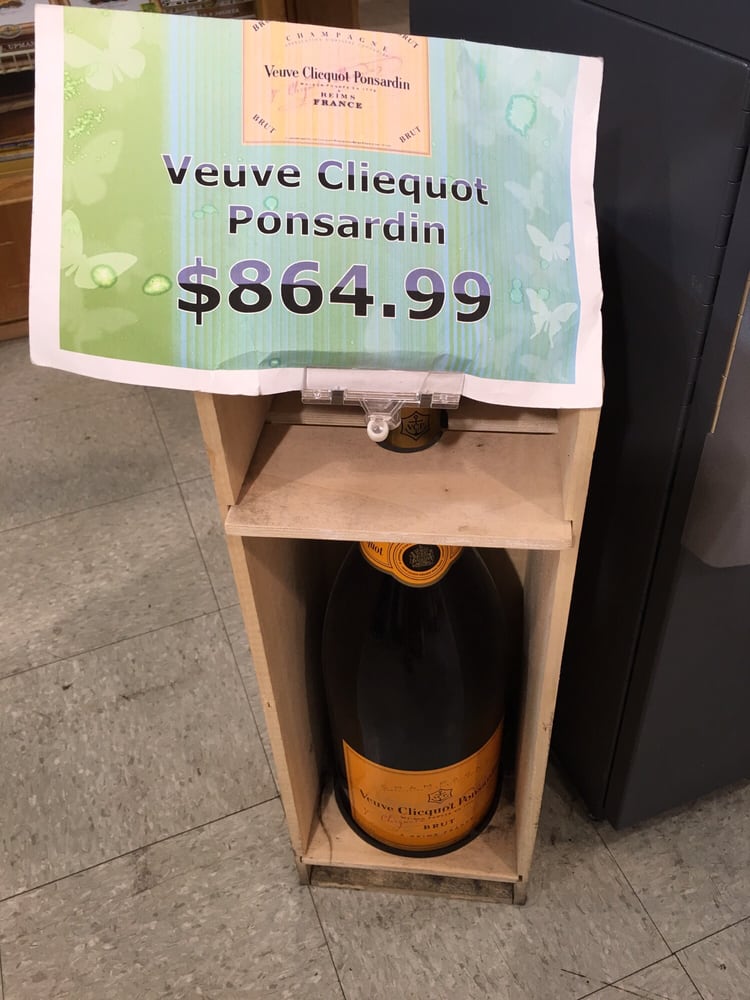 BRUT
CHAMPAGNE
Veuve Clicquot Ponsardin
REIMS
FRANCE
BRUT BRUT
Veuve Cliequot
Ponsardin
$864.99
Veuve Clicquot Ponsardin
BRUT